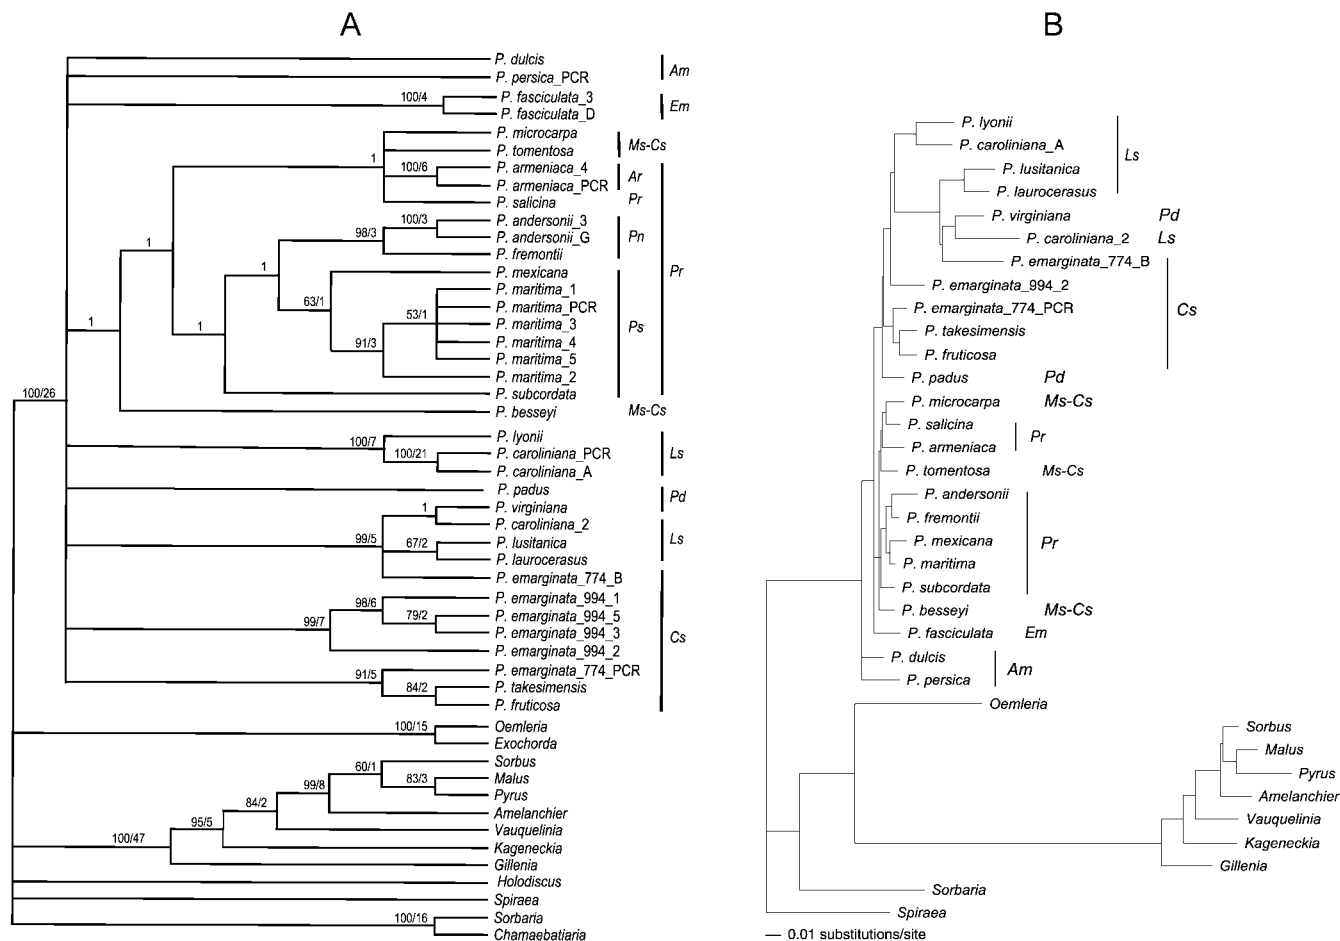 A
P. dulcis
P. persica_PCR
Am
100/4
P. fasciculata_3
P. fasciculata_D
Em
P. microcarpa
P. tomentosa
Ms-Cs
1
100/6
P. armeniaca_4
P. armeniaca_PCR
Ar
P. salicina
Pr
100/3
P. andersonii_3
P. andersonii_G
98/3
P. fremontii
Pn
1
1
P. mexicana
Pr
63/1
P. maritima_1
P. maritima_PCR
53/1
P. maritima_3
Ps
1
1
P. maritima_4
91/3
P. maritima_5
P. maritima_2
P. subcordata
100/26
P. besseyi
Ms-Cs
P. lyonii
100/7
100/21
P. caroliniana_PCR
Ls
P. caroliniana_A
P. padus
Pd
1
P. virginiana
P. caroliniana_2
99/5
67/2
P. lusitanica
Ls
P. laurocerasus
P. emarginata_774_B
98/6
P. emarginata_994_1
79/2
P. emarginata_994_5
99/7
P. emarginata_994_3
Cs
P. emarginata_994_2
91/5
P. emarginata_774_PCR
84/2
P. takesimensis
P. fruticosa
100/15
Oemleria
Exochorda
60/1
Sorbus
83/3
Malus
99/8
Pyrus
84/2
Amelanchier
95/5
Vauquelinia
100/47
Kageneckia
Gillenia
Holodiscus
Spiraea
100/16
Sorbaria
Chamaebatiaria
B
P. lyonii
P. caroliniana_A
Ls
P. lusitanica
P. laurocerasus
P. virginiana Pd
P. caroliniana_2 Ls
P. emarginata_774_B
P. emarginata_994_2
P. emarginata_774_PCR
Cs
P. takesimensis
P. fruticosa
P. padus Pd
P. microcarpa Ms-Cs
P. salicina
Pr
P. armeniaca
P. tomentosa Ms-Cs
P. andersonii
P. fremontii
P. mexicana
Pr
P. maritima
P. subcordata
P. besseyi Ms-Cs
P. fasciculata Em
P. dulcis
Am
P. persica
Oemleria
Sorbus
Malus
Pyrus
Amelanchier
Vauquelinia
Kageneckia
Gillenia
Sorbaria
Spiraea
0.01 substitutions/site